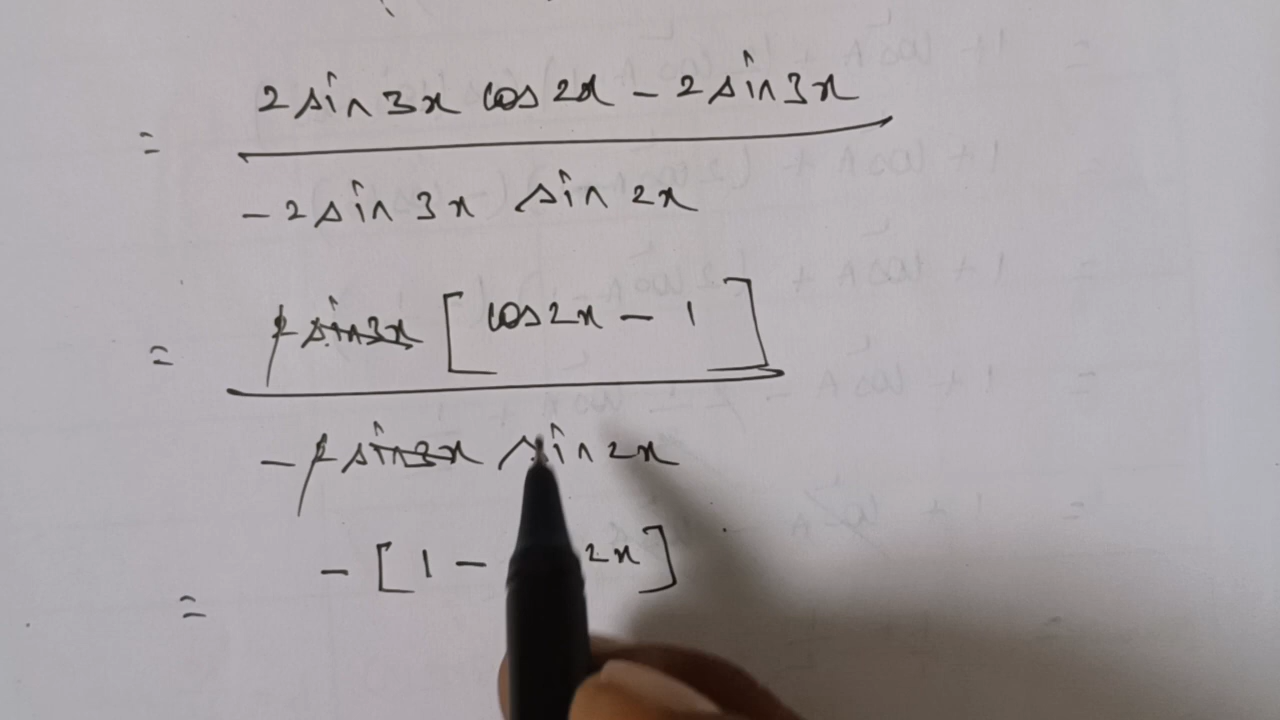 = 2 sin 3x cos 2x - 2 sin 3x
- 2 sin 3x sin 2x
= 2 sin 3x [ cos 2x - 1 ]
- 2 sin 3x sin 2x
= - [ 1 - 2x ]